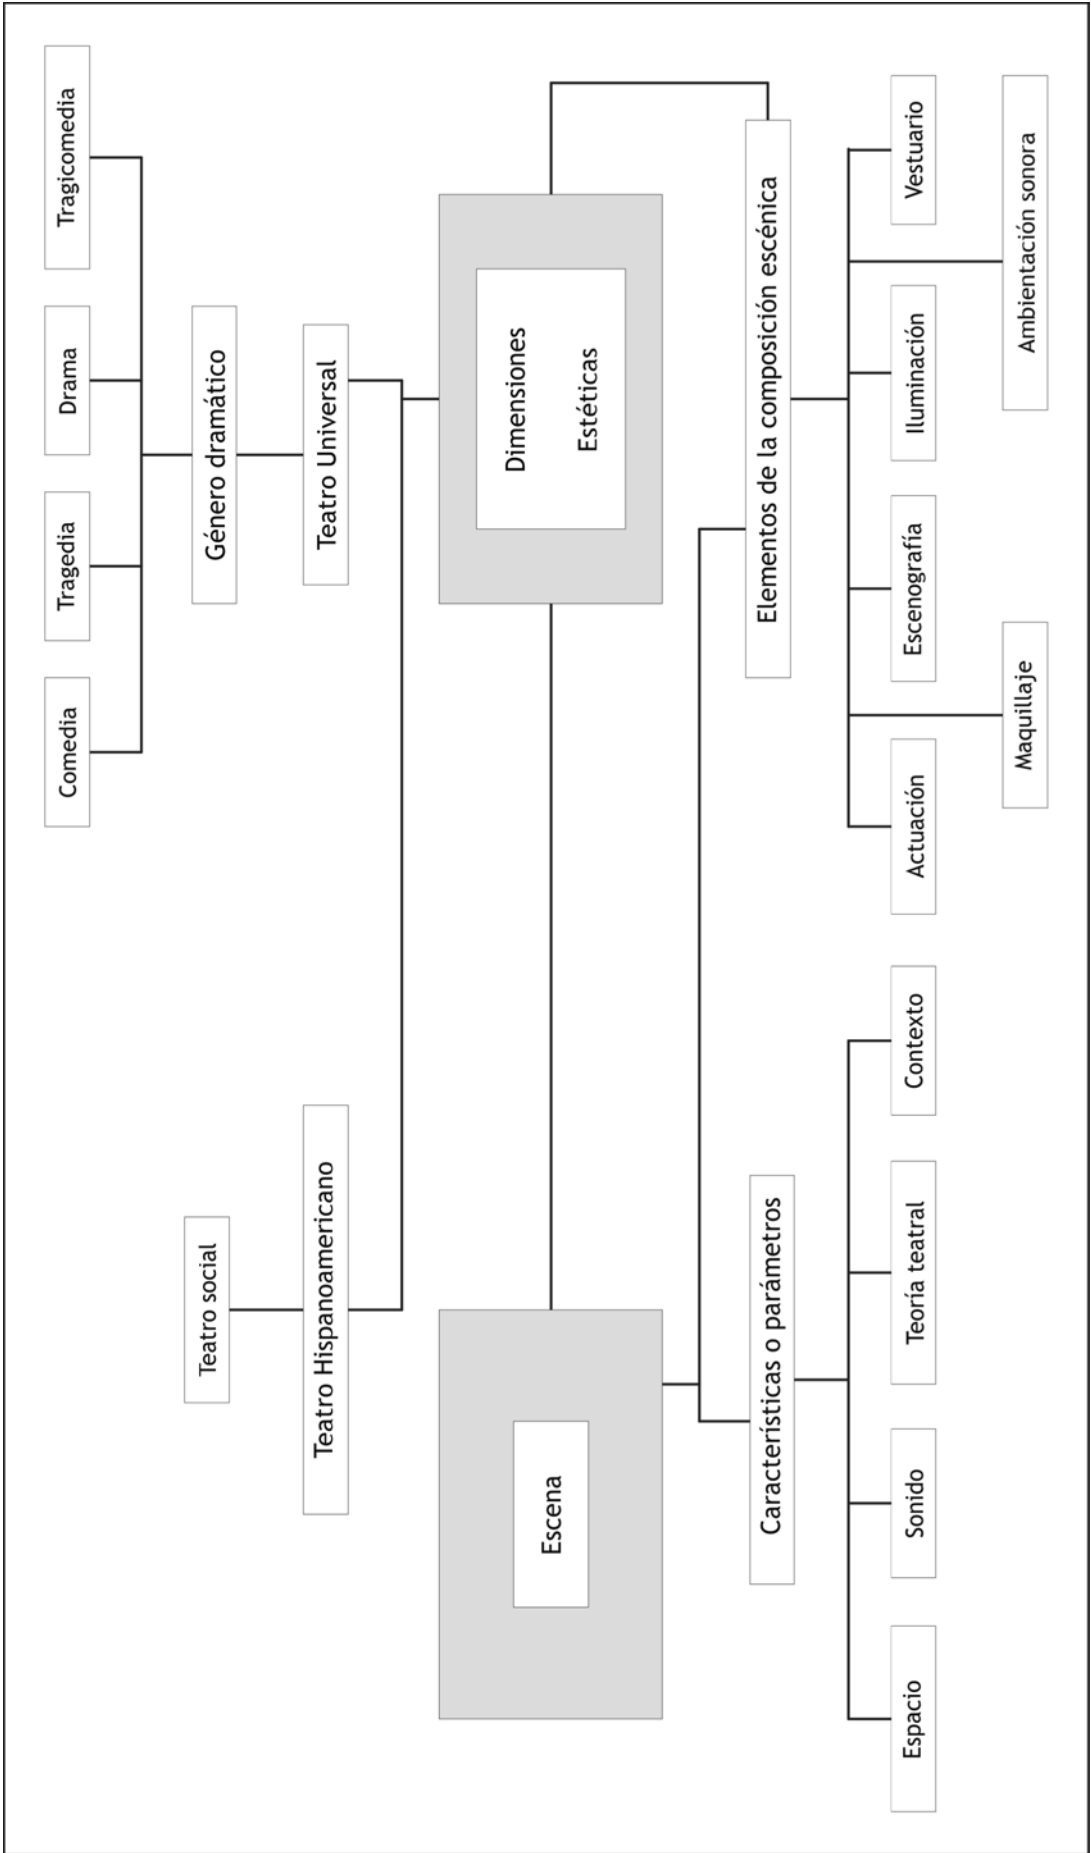 Comedia
Tragedia
Drama
Tragicomedia
Teatro social
Género dramático
Teatro Hispanoamericano
Teatro Universal
Escena
Dimensiones
Estéticas
Características o parámetros
Elementos de la composición escénica
Espacio
Sonido
Teoría teatral
Contexto
Actuación
Escenografía
Iluminación
Vestuario
Maquillaje
Ambientación sonora